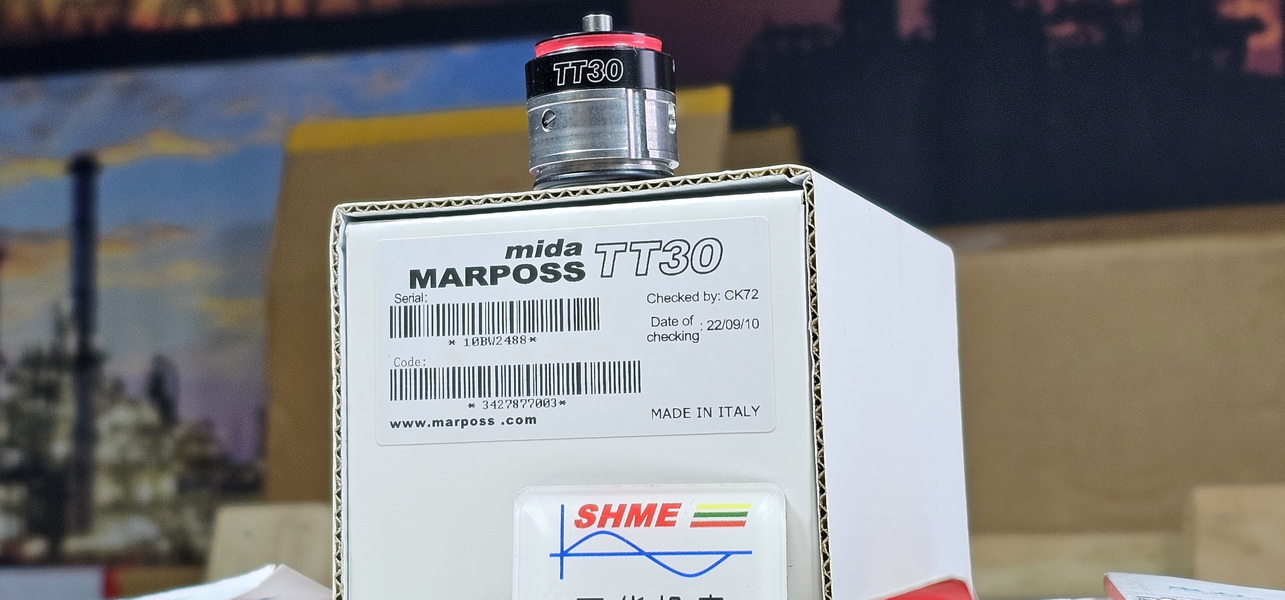 TT30
mida
MARPOSS TT30
Serial:
* 10BW2488*
Checked by: CK72
Date of checking : 22/09/10
Code:
* 3427877003*
www.marposs .com
MADE IN ITALY
SHME